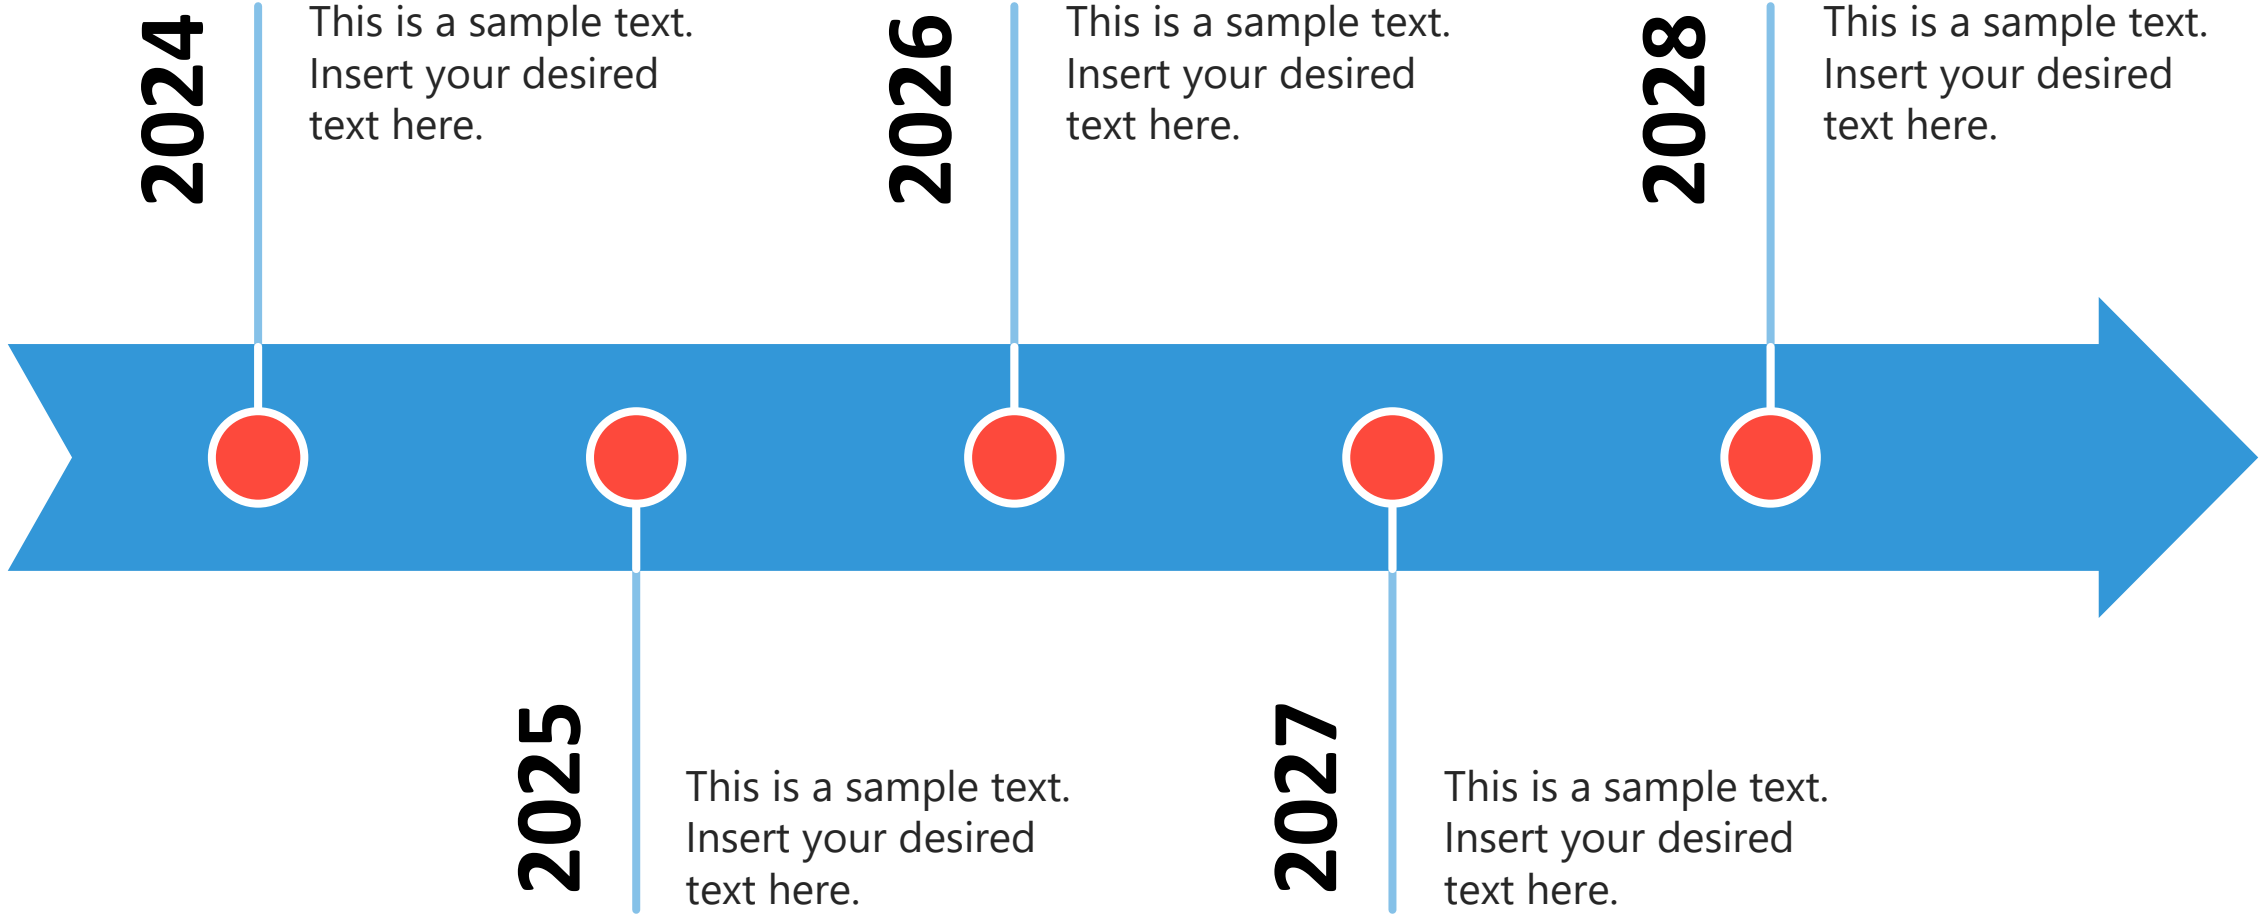 2024
This is a sample text.
Insert your desired
text here.
2026
This is a sample text.
Insert your desired
text here.
2028
This is a sample text.
Insert your desired
text here.
2025
This is a sample text.
Insert your desired
text here.
2027
This is a sample text.
Insert your desired
text here.